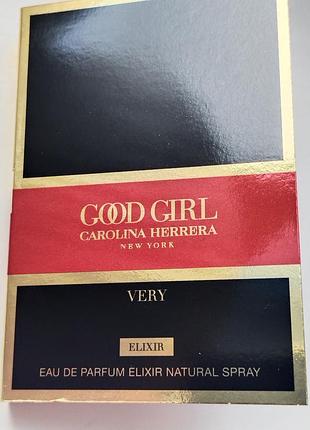 GOOD GIRL
CAROLINA HERRERA
NEW YORK
VERY
ELIXIR
EAU DE PARFUM ELIXIR NATURAL SPRAY